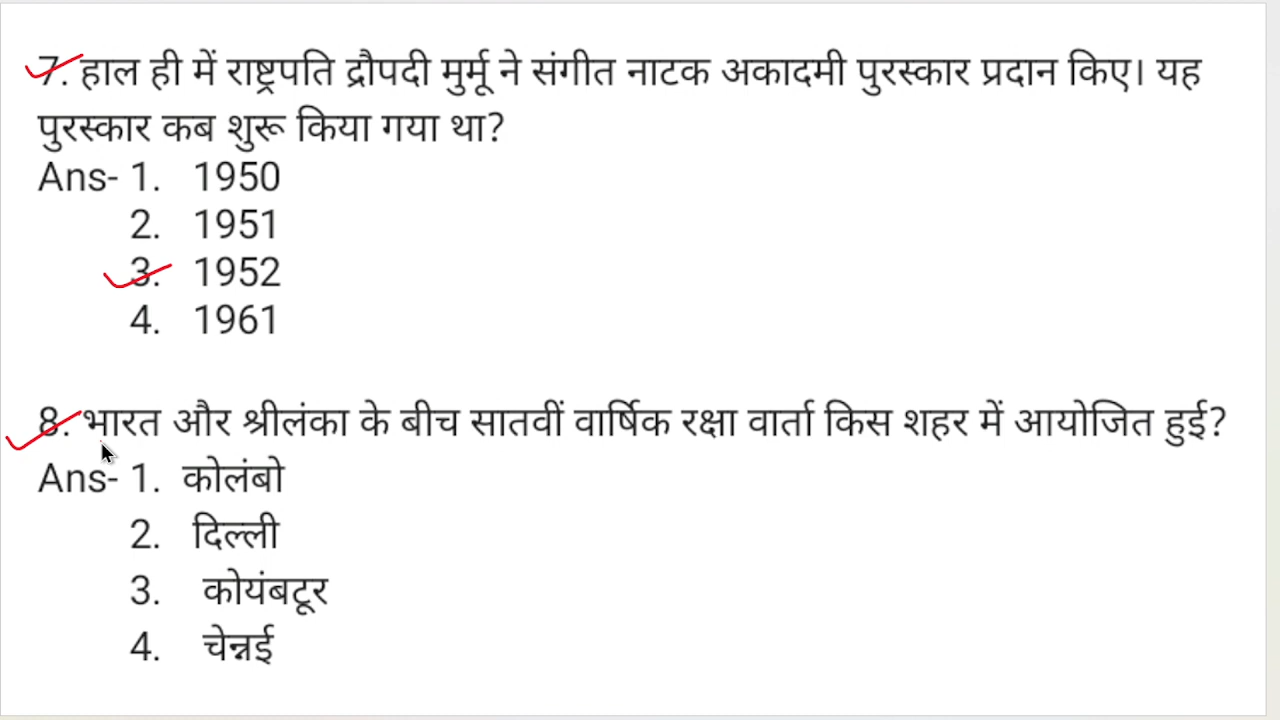 7. हाल ही में राष्ट्रपति द्रौपदी मुर्मू ने संगीत नाटक अकादमी पुरस्कार प्रदान किए। यह
पुरस्कार कब शुरू किया गया था?
Ans- 1. 1950
2. 1951
3. 1952
4. 1961
8. भारत और श्रीलंका के बीच सातवीं वार्षिक रक्षा वार्ता किस शहर में आयोजित हुई?
Ans- 1. कोलंबो
2. दिल्ली
3. कोयंबटूर
4. चेन्नई